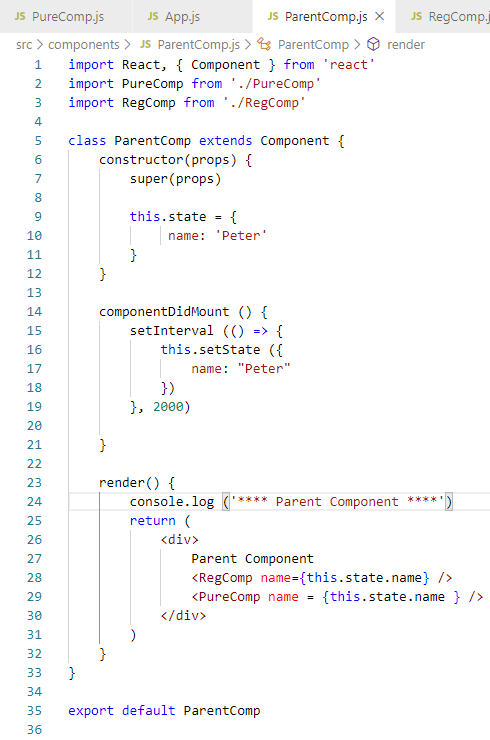 JS PureComp.js JS App.js JS ParentComp.js × JS RegComp.j
src > components > JS ParentComp.js > ParentComp > render
1 import React, { Component } from 'react'
2 import PureComp from './PureComp'
3 import RegComp from './RegComp'
4
5 class ParentComp extends Component {
6 constructor(props) {
7 super(props)
8
9 this.state = {
10 name: 'Peter'
11 }
12 }
13
14 componentDidMount () {
15 setInterval (() => {
16 this.setState ({
17 name: "Peter"
18 })
19 }, 2000)
20
21 }
22
23 render() {
24 console.log ('**** Parent Component ****')
25 return (
26 <div>
27 Parent Component
28 <RegComp name={this.state.name} />
29 <PureComp name = {this.state.name } />
30 </div>
31 )
32 }
33 }
34
35 export default ParentComp
36